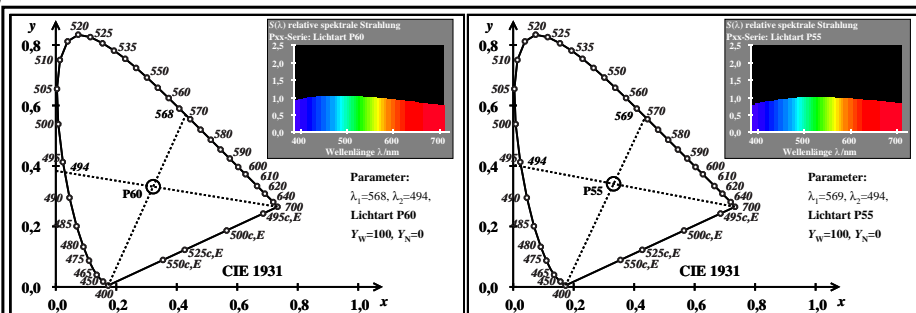 y
0,8
0,6
0,4
0,2
0,0
0,0 0,2 0,4 0,6 0,8 1,0
x
520
525
535
550
560
568 570
580
590
600
610
620
640
700
510
505
500
495 494
490
485
480
475
465
450
400
495c,E
500c,E
525c,E
550c,E
P60
CIE 1931
S(λ) relative spektrale Strahlung
Pxx-Serie: Lichtart P60
2,5
2,0
1,5
1,0
0,5
0,0
400 500 600 700
Wellenlänge λ/nm
Parameter:
λ1=568, λ2=494,
Lichtart P60
YW=100, YN=0
y
0,8
0,6
0,4
0,2
0,0
0,0 0,2 0,4 0,6 0,8 1,0
x
520
525
535
550
560
569 570
580
590
600
610
620
640
700
510
505
500
495 494
490
485
480
475
465
450
400
495c,E
500c,E
525c,E
550c,E
P55
CIE 1931
S(λ) relative spektrale Strahlung
Pxx-Serie: Lichtart P55
2,5
2,0
1,5
1,0
0,5
0,0
400 500 600 700
Wellenlänge λ/nm
Parameter:
λ1=569, λ2=494,
Lichtart P55
YW=100, YN=0